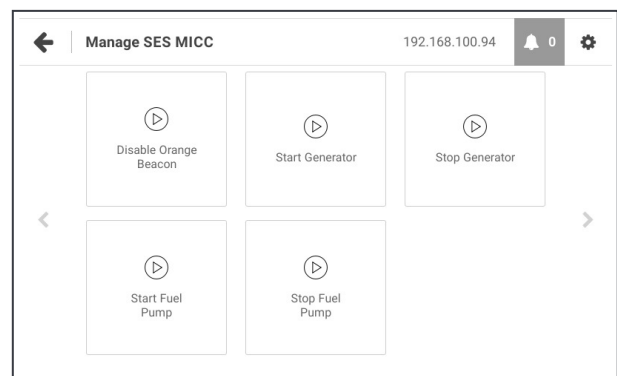 Manage SES MICC
192.168.100.94
0
Disable Orange
Beacon
Start Generator
Stop Generator
Start Fuel
Pump
Stop Fuel
Pump